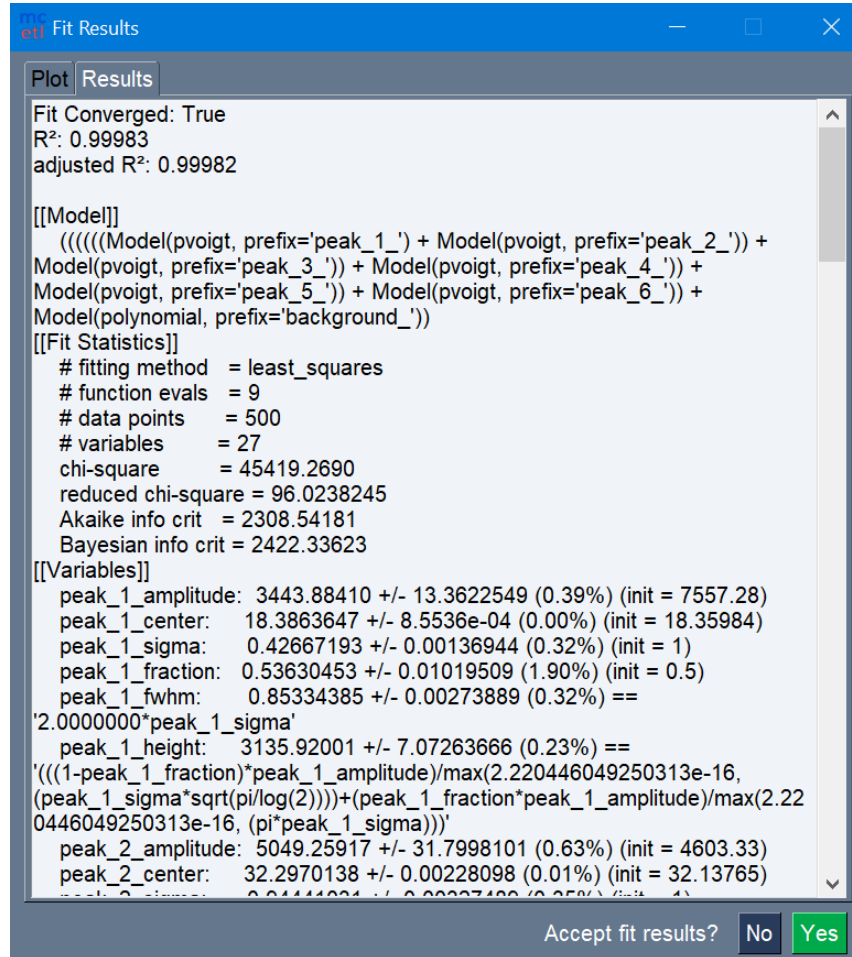 mc
etl Fit Results
Plot Results
Fit Converged: True
R²: 0.99983
adjusted R²: 0.99982
[[Model]]
((((((Model(pvoigt, prefix='peak_1_') + Model(pvoigt, prefix='peak_2_')) +
Model(pvoigt, prefix='peak_3_')) + Model(pvoigt, prefix='peak_4_')) +
Model(pvoigt, prefix='peak_5_')) + Model(pvoigt, prefix='peak_6_')) +
Model(polynomial, prefix='background_'))
[[Fit Statistics]]
# fitting method = least_squares
# function evals = 9
# data points = 500
# variables = 27
chi-square = 45419.2690
reduced chi-square = 96.0238245
Akaike info crit = 2308.54181
Bayesian info crit = 2422.33623
[[Variables]]
peak_1_amplitude: 3443.88410 +/- 13.3622549 (0.39%) (init = 7557.28)
peak_1_center: 18.3863647 +/- 8.5536e-04 (0.00%) (init = 18.35984)
peak_1_sigma: 0.42667193 +/- 0.00136944 (0.32%) (init = 1)
peak_1_fraction: 0.53630453 +/- 0.01019509 (1.90%) (init = 0.5)
peak_1_fwhm: 0.85334385 +/- 0.00273889 (0.32%) ==
'2.0000000*peak_1_sigma'
peak_1_height: 3135.92001 +/- 7.07263666 (0.23%) ==
'(((1-peak_1_fraction)*peak_1_amplitude)/max(2.220446049250313e-16,
(peak_1_sigma*sqrt(pi/log(2))))+(peak_1_fraction*peak_1_amplitude)/max(2.22
0446049250313e-16, (pi*peak_1_sigma)))'
peak_2_amplitude: 5049.25917 +/- 31.7998101 (0.63%) (init = 4603.33)
peak_2_center: 32.2970138 +/- 0.00228098 (0.01%) (init = 32.13765)
Accept fit results? No Yes